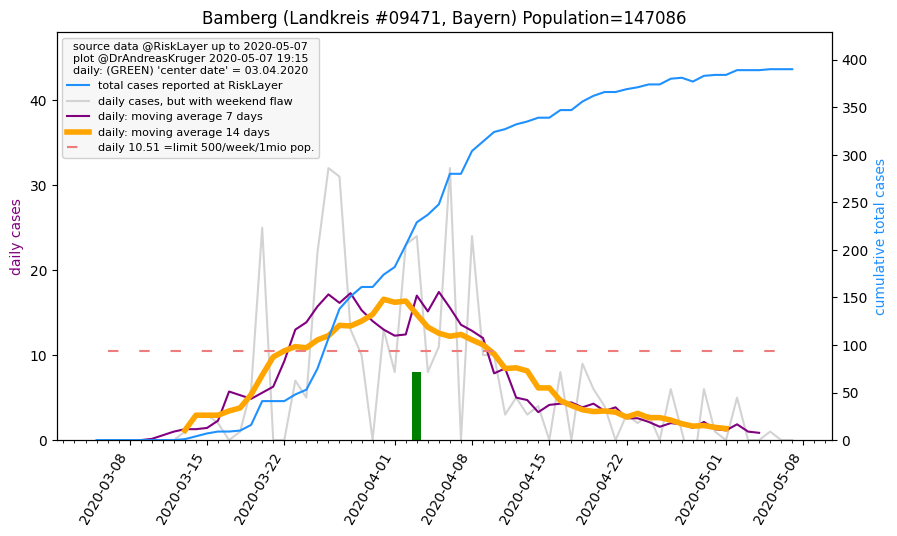 Bamberg (Landkreis #09471, Bayern) Population=147086
source data @RiskLayer up to 2020-05-07
plot @DrAndreasKruger 2020-05-07 19:15
daily: (GREEN) 'center date' = 03.04.2020
total cases reported at RiskLayer
daily cases, but with weekend flaw
daily: moving average 7 days
daily: moving average 14 days
daily 10.51 =limit 500/week/1mio pop.
daily cases
40
30
20
10
0
400
350
300
250
200
150
100
50
0
cumulative total cases
2020-03-08
2020-03-15
2020-03-22
2020-04-01
2020-04-08
2020-04-15
2020-04-22
2020-05-01
2020-05-08